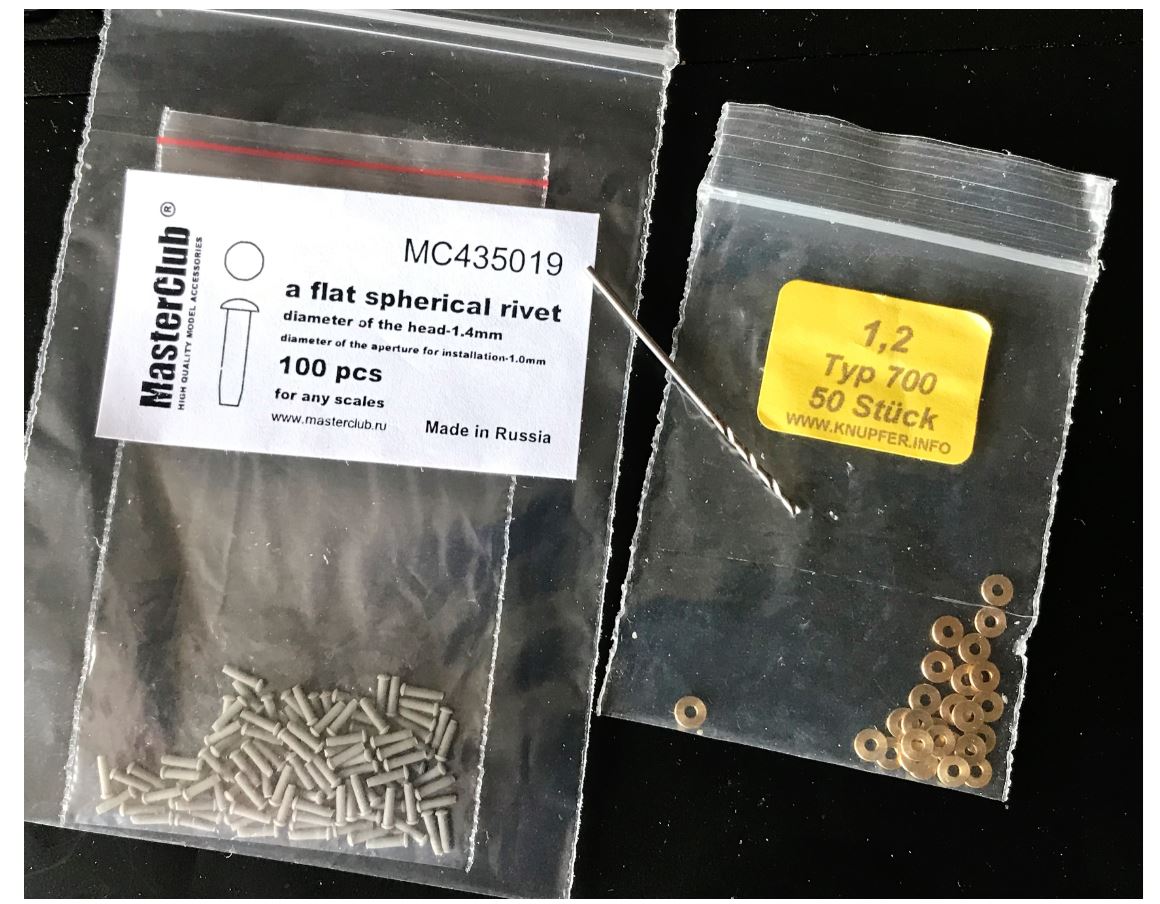 MasterClub ®
HIGH QUALITY MODEL ACCESSORIES
MC435019
a flat spherical rivet
diameter of the head-1.4mm
diameter of the aperture for installation-1.0mm
100 pcs
for any scales
www.masterclub.ru
Made in Russia
1,2
Typ 700
50 Stück
WWW.KNUPFER.INFO